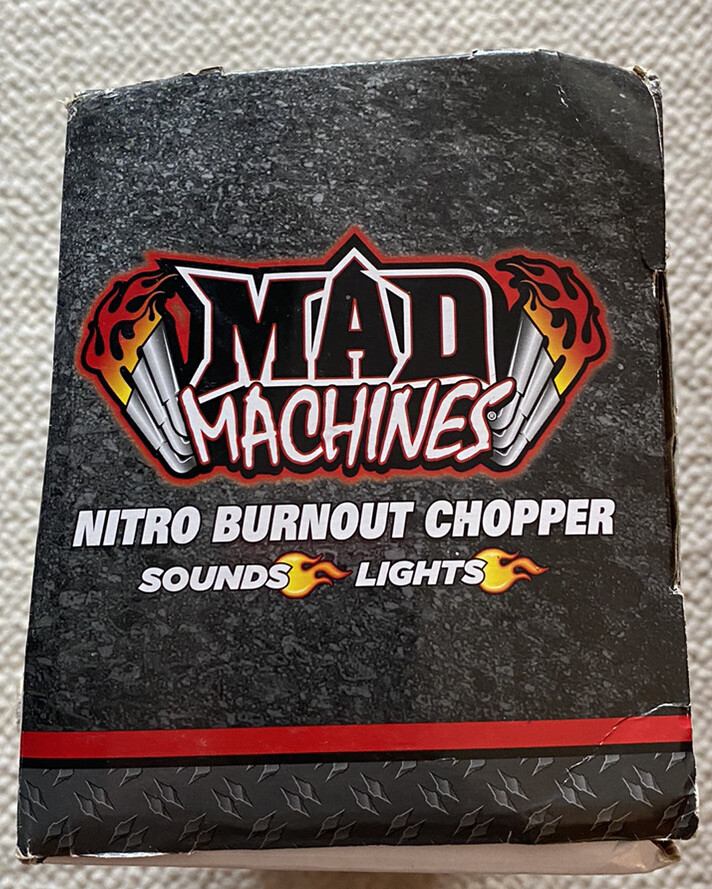 MAD
MACHINES®
NITRO BURNOUT CHOPPER
SOUNDS LIGHTS